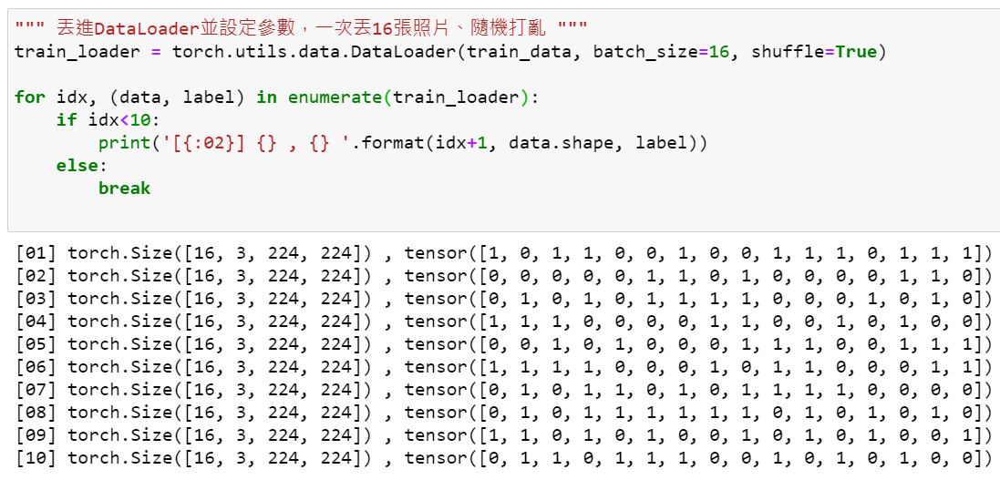 """ 丟進DataLoader並設定參數，一次丟16張照片、隨機打亂 """
train_loader = torch.utils.data.DataLoader(train_data, batch_size=16, shuffle=True)
for idx, (data, label) in enumerate(train_loader):
    if idx<10:
        print('[{:02}] {} , {} '.format(idx+1, data.shape, label))
    else:
        break
[01] torch.Size([16, 3, 224, 224]) , tensor([1, 0, 1, 1, 0, 0, 1, 0, 0, 1, 1, 1, 0, 1, 1, 1])
[02] torch.Size([16, 3, 224, 224]) , tensor([0, 0, 0, 0, 0, 1, 1, 0, 1, 0, 0, 0, 0, 1, 1, 0])
[03] torch.Size([16, 3, 224, 224]) , tensor([0, 1, 0, 1, 0, 1, 1, 1, 1, 0, 0, 0, 1, 0, 1, 0])
[04] torch.Size([16, 3, 224, 224]) , tensor([1, 1, 1, 0, 0, 0, 0, 1, 1, 0, 0, 1, 0, 1, 0, 0])
[05] torch.Size([16, 3, 224, 224]) , tensor([0, 0, 1, 0, 1, 0, 0, 0, 1, 1, 1, 0, 0, 1, 1, 1])
[06] torch.Size([16, 3, 224, 224]) , tensor([1, 1, 1, 1, 0, 0, 0, 1, 0, 1, 1, 0, 0, 0, 1, 1])
[07] torch.Size([16, 3, 224, 224]) , tensor([0, 1, 0, 1, 1, 0, 1, 0, 1, 1, 1, 1, 0, 0, 0, 0])
[08] torch.Size([16, 3, 224, 224]) , tensor([0, 1, 0, 1, 1, 1, 1, 1, 1, 0, 1, 0, 1, 0, 1, 0])
[09] torch.Size([16, 3, 224, 224]) , tensor([1, 1, 0, 1, 0, 1, 0, 0, 1, 0, 1, 0, 1, 0, 0, 1])
[10] torch.Size([16, 3, 224, 224]) , tensor([0, 1, 1, 0, 1, 1, 1, 0, 0, 1, 0, 1, 0, 1, 0, 0])